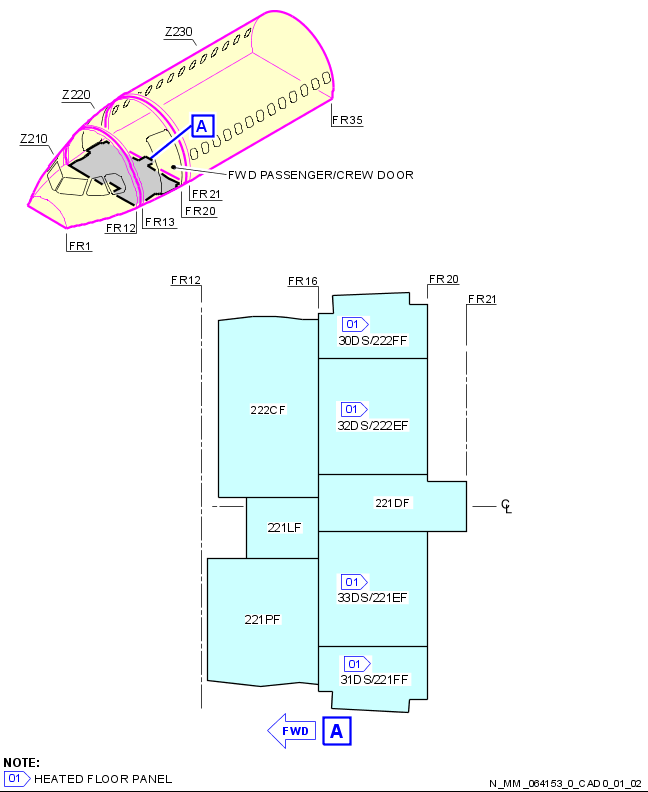 Z230
Z220
A
Z210
FR35
FWD PASSENGER/CREW DOOR
FR21
FR20
FR13
FR12
FR1
FR12
FR16
FR20
FR21
01
30DS/222FF
222CF
01
32DS/222EF
221DF
CL
221LF
01
33DS/221EF
221PF
01
31DS/221FF
FWD
A
NOTE:
01 HEATED FLOOR PANEL
N_MM_064153_0_CAD0_01_02